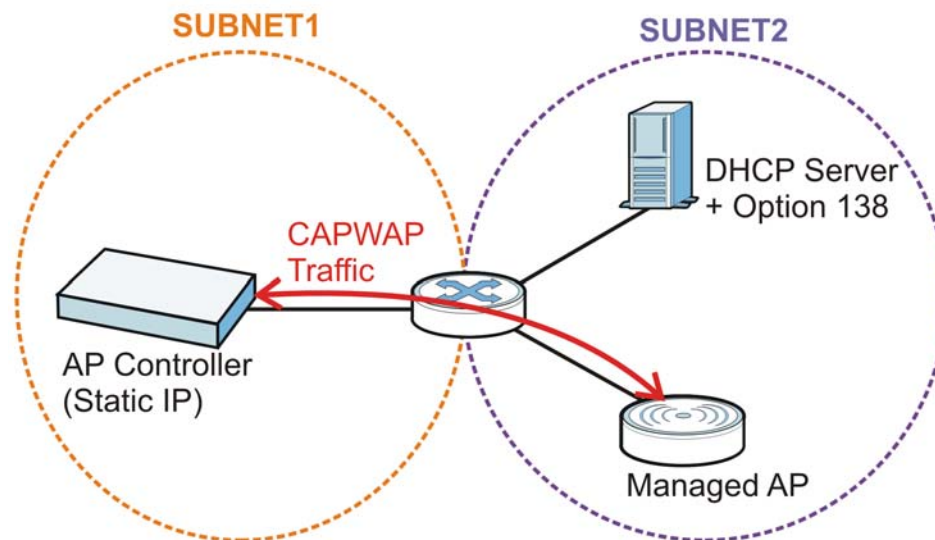 SUBNET1
SUBNET2
DHCP Server
+ Option 138
CAPWAP
Traffic
AP Controller
(Static IP)
Managed AP